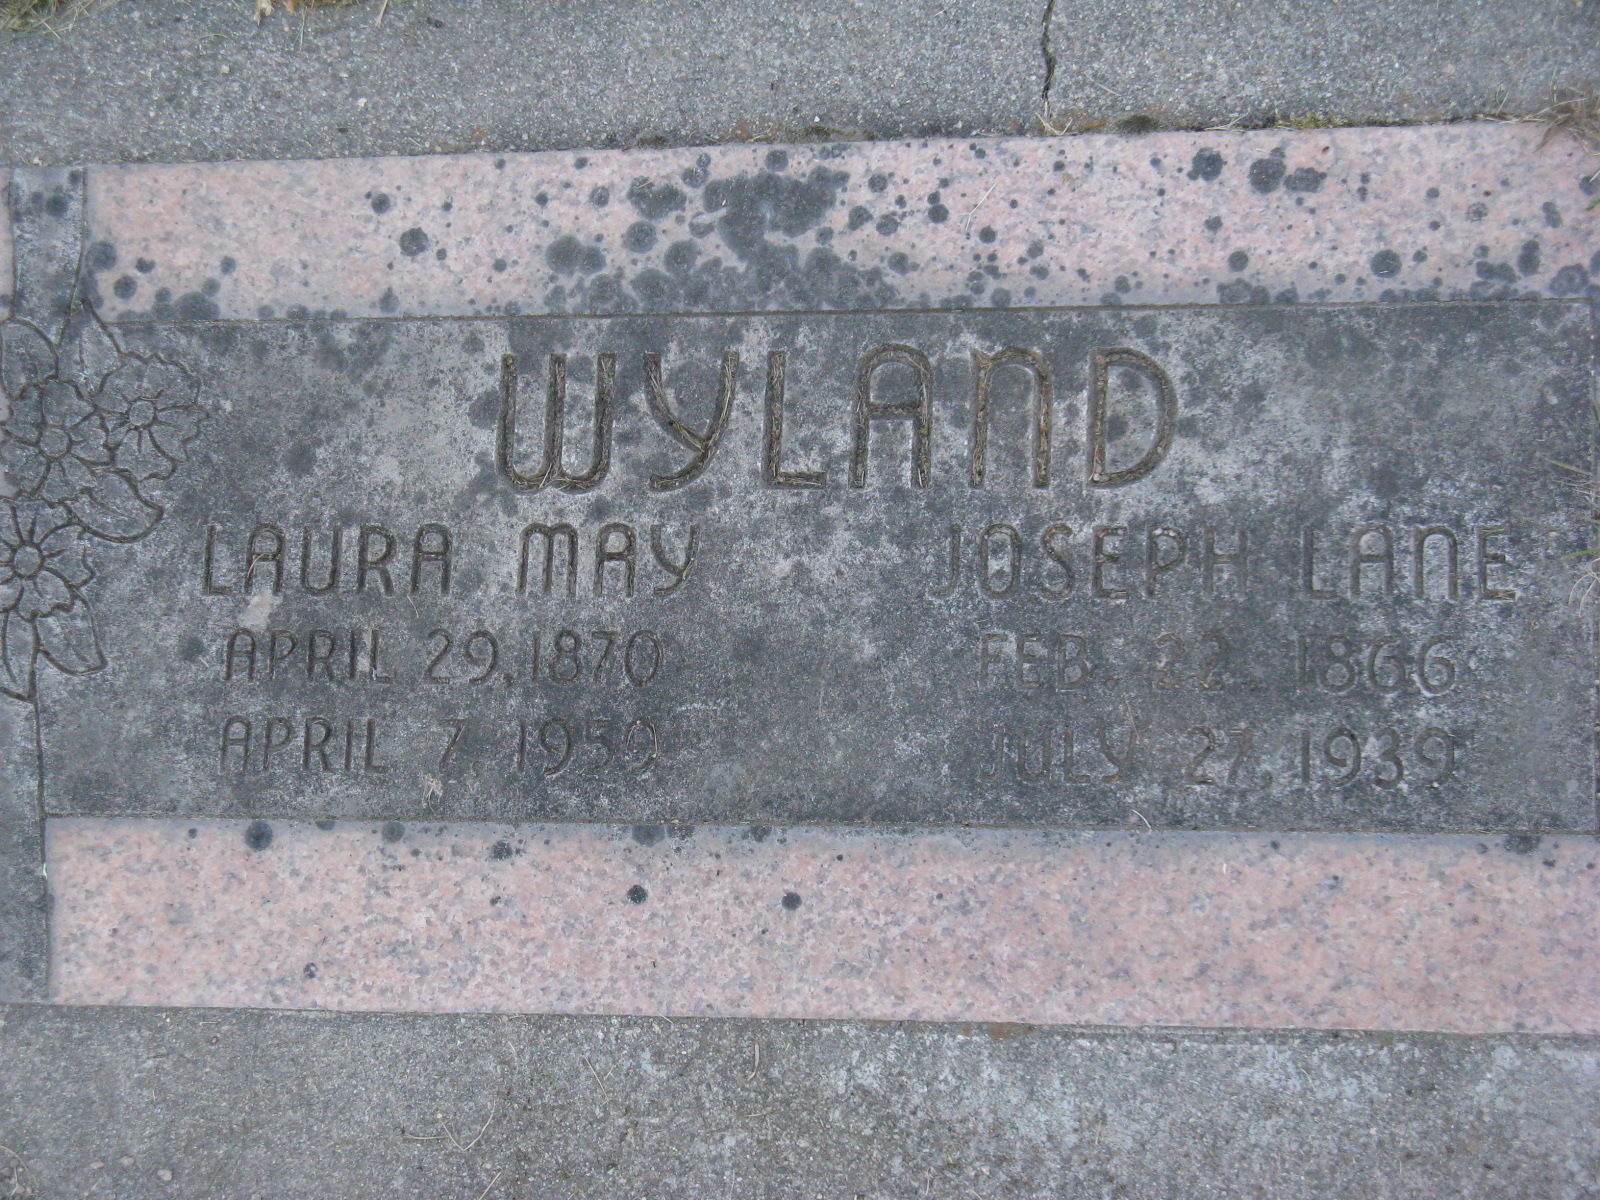 WYLAND
LAURA MAY
APRIL 29, 1870
APRIL 7 1959
JOSEPH LANE
FEB. 22. 1866
JULY 27, 1939